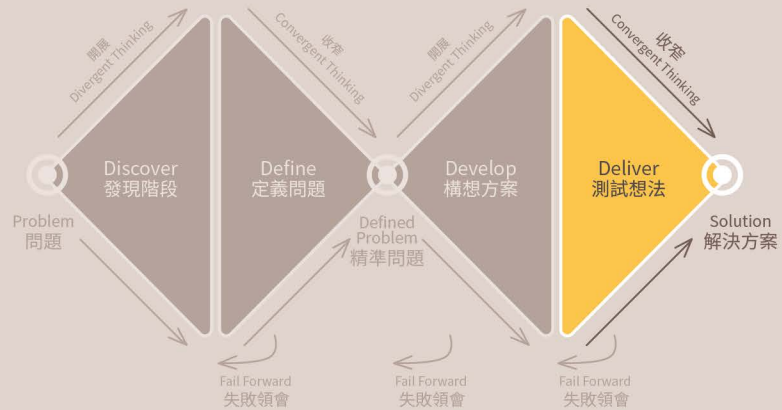 開展
Divergent Thinking
收窄
Convergent Thinking
開展
Divergent Thinking
收窄
Convergent Thinking
Discover
發現階段
Define
定義問題
Develop
構想方案
Deliver
測試想法
Problem
問題
Defined
Problem
精準問題
Solution
解決方案
Fail Forward
失敗領會
Fail Forward
失敗領會
Fail Forward
失敗領會